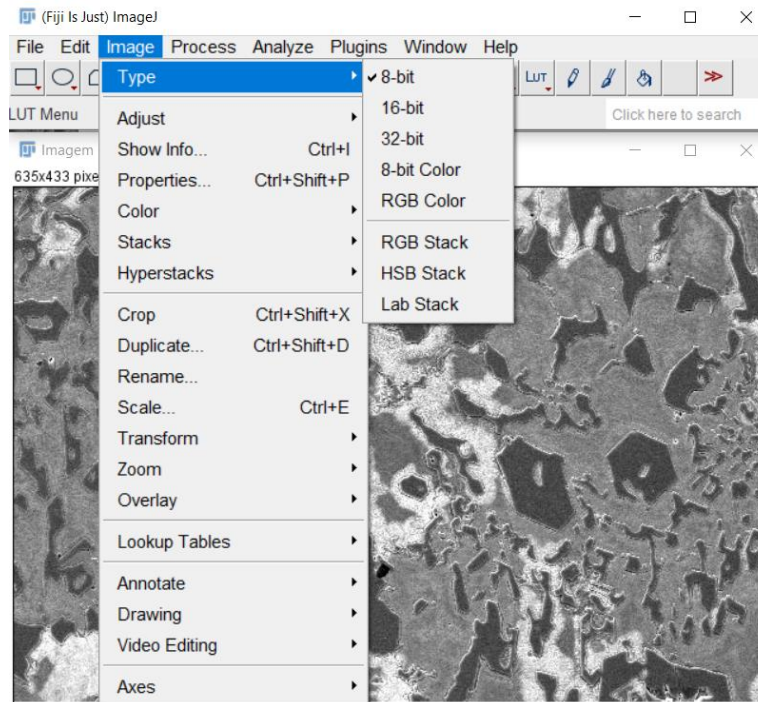 (Fiji Is Just) ImageJ
File Edit Image Process Analyze Plugins Window Help
LUT
LUT Menu
Click here to search
Imagem
635x433 pixe
Type
Adjust
Show Info... Ctrl+I
Properties... Ctrl+Shift+P
Color
Stacks
Hyperstacks
Crop Ctrl+Shift+X
Duplicate... Ctrl+Shift+D
Rename...
Scale... Ctrl+E
Transform
Zoom
Overlay
Lookup Tables
Annotate
Drawing
Video Editing
Axes
8-bit
16-bit
32-bit
8-bit Color
RGB Color
RGB Stack
HSB Stack
Lab Stack